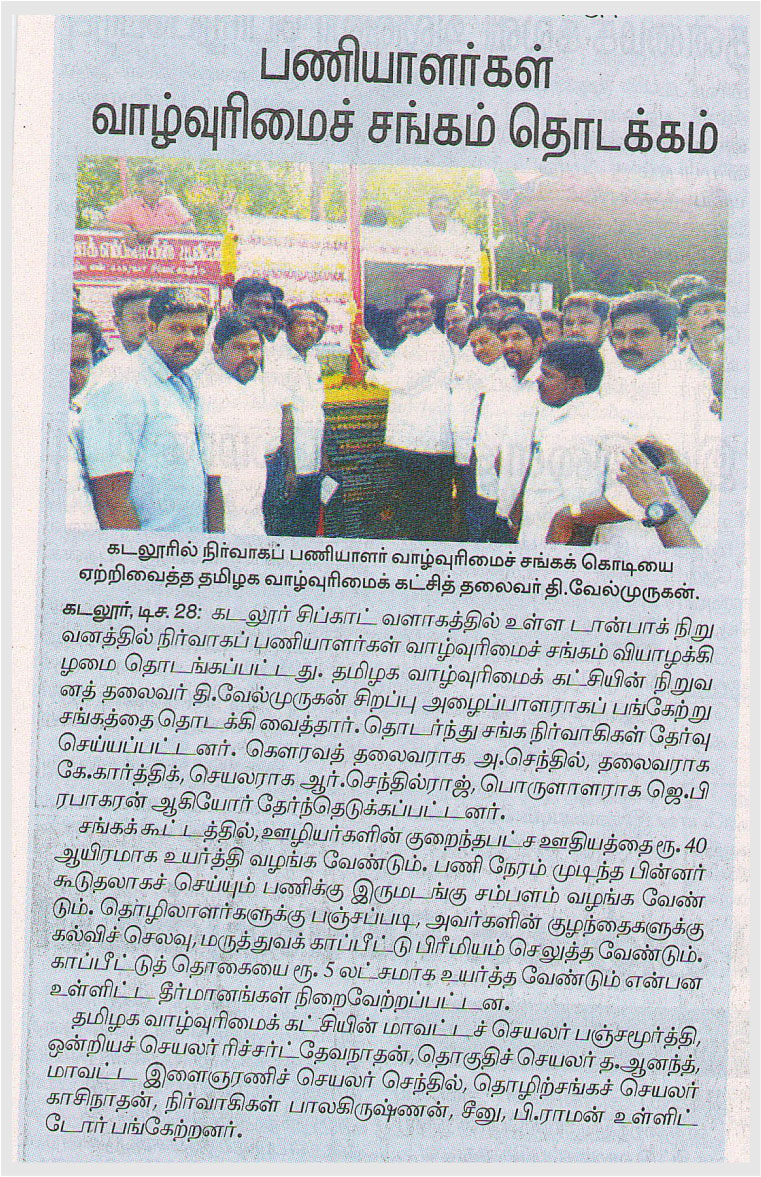 பணியாளர்கள்
வாழ்வுரிமைச் சங்கம் தொடக்கம்
கடலூரில் நிர்வாகப் பணியாளர் வாழ்வுரிமைச் சங்கக் கொடியை
ஏற்றிவைத்த தமிழக வாழ்வுரிமைக் கட்சித் தலைவர் தி.வேல்முருகன்.
கடலூர், டிச. 28: கடலூர் சிப்காட் வளாகத்தில் உள்ள டான்பாக் நிறு
வனத்தில் நிர்வாகப் பணியாளர்கள் வாழ்வுரிமைச் சங்கம் வியாழக்கி
ழமை தொடங்கப்பட்டது. தமிழக வாழ்வுரிமைக் கட்சியின் நிறுவ
னத் தலைவர் தி.வேல்முருகன் சிறப்பு அழைப்பாளராகப் பங்கேற்று
சங்கத்தை தொடக்கி வைத்தார். தொடர்ந்து சங்க நிர்வாகிகள் தேர்வு
செய்யப்பட்டனர். கௌரவத் தலைவராக அ.செந்தில், தலைவராக
கே.கார்த்திக், செயலராக ஆர்.செந்தில்ராஜ், பொருளாளராக ஜெ.பி
ரபாகரன் ஆகியோர் தேர்ந்தெடுக்கப்பட்டனர்.
சங்கக்கூட்டத்தில்,ஊழியர்களின் குறைந்தபட்ச ஊதியத்தை ரூ. 40
ஆயிரமாக உயர்த்தி வழங்க வேண்டும். பணி நேரம் முடிந்த பின்னர்
கூடுதலாகச் செய்யும் பணிக்கு இருமடங்கு சம்பளம் வழங்க வேண்
டும். தொழிலாளர்களுக்கு பஞ்சப்படி, அவர்களின் குழந்தைகளுக்கு
கல்விச் செலவு, மருத்துவக் காப்பீட்டு பிரீமியம் செலுத்த வேண்டும்.
காப்பீட்டுத் தொகையை ரூ. 5 லட்சமாக உயர்த்த வேண்டும் என்பன
உள்ளிட்ட தீர்மானங்கள் நிறைவேற்றப்பட்டன.
தமிழக வாழ்வுரிமைக் கட்சியின் மாவட்டச் செயலர் பஞ்சமூர்த்தி,
ஒன்றியச் செயலர் ரிச்சர்ட்தேவநாதன், தொகுதிச் செயலர் த.ஆனந்த்,
மாவட்ட இளைஞரணிச் செயலர் செந்தில், தொழிற்சங்கச் செயலர்
காசிநாதன், நிர்வாகிகள் பாலகிருஷ்ணன், சீனு, பி.ராமன் உள்ளிட்
டோர் பங்கேற்றனர்.